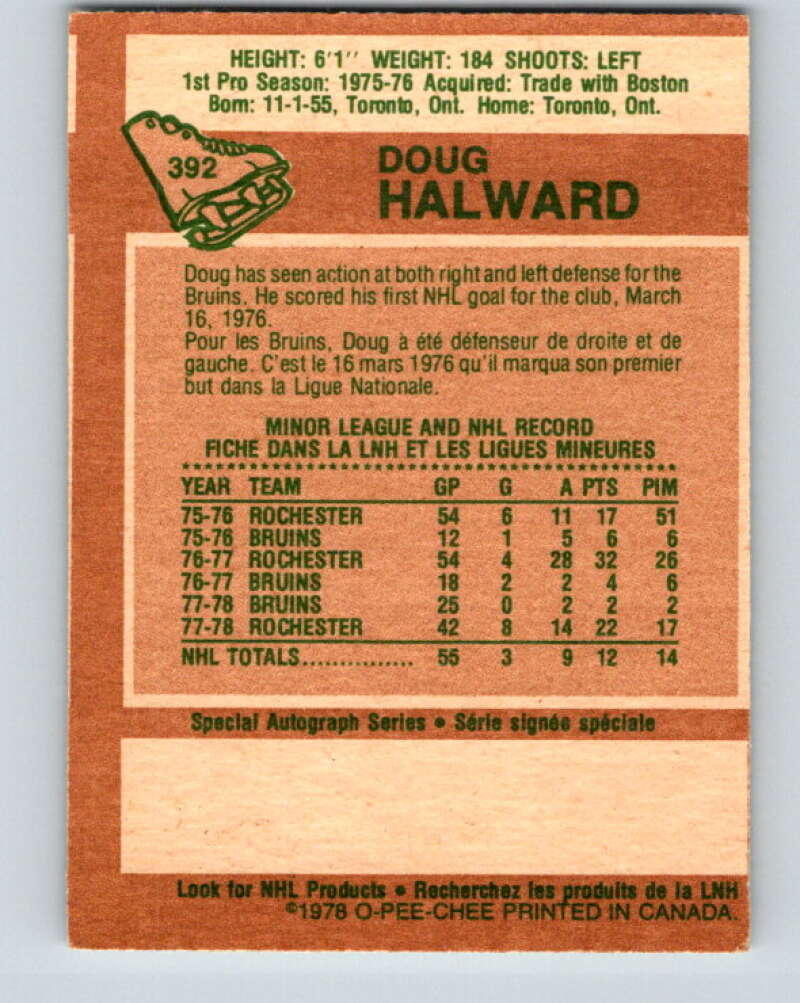 HEIGHT: 6'1'' WEIGHT: 184 SHOOTS: LEFT
1st Pro Season: 1975-76 Acquired: Trade with Boston
Born: 11-1-55, Toronto, Ont. Home: Toronto, Ont.
392
DOUG
HALWARD
Doug has seen action at both right and left defense for the
Bruins. He scored his first NHL goal for the club, March
16, 1976.
Pour les Bruins, Doug à été défenseur de droite et de
gauche. C'est le 16 mars 1976 qu'il marqua son premier
but dans la Ligue Nationale.
MINOR LEAGUE AND NHL RECORD
FICHE DANS LA LNH ET LES LIGUES MINEURES
YEAR TEAM GP G A PTS PIM
75-76 ROCHESTER 54 6 11 17 51
75-76 BRUINS 12 1 5 6 6
76-77 ROCHESTER 54 4 28 32 26
76-77 BRUINS 18 2 2 4 6
77-78 BRUINS 25 0 2 2 2
77-78 ROCHESTER 42 8 14 22 17
NHL TOTALS............... 55 3 9 12 14
Special Autograph Series • Série signée spéciale
Look for NHL Products • Recherchez les produits de la LNH
©1978 O-PEE-CHEE PRINTED IN CANADA.